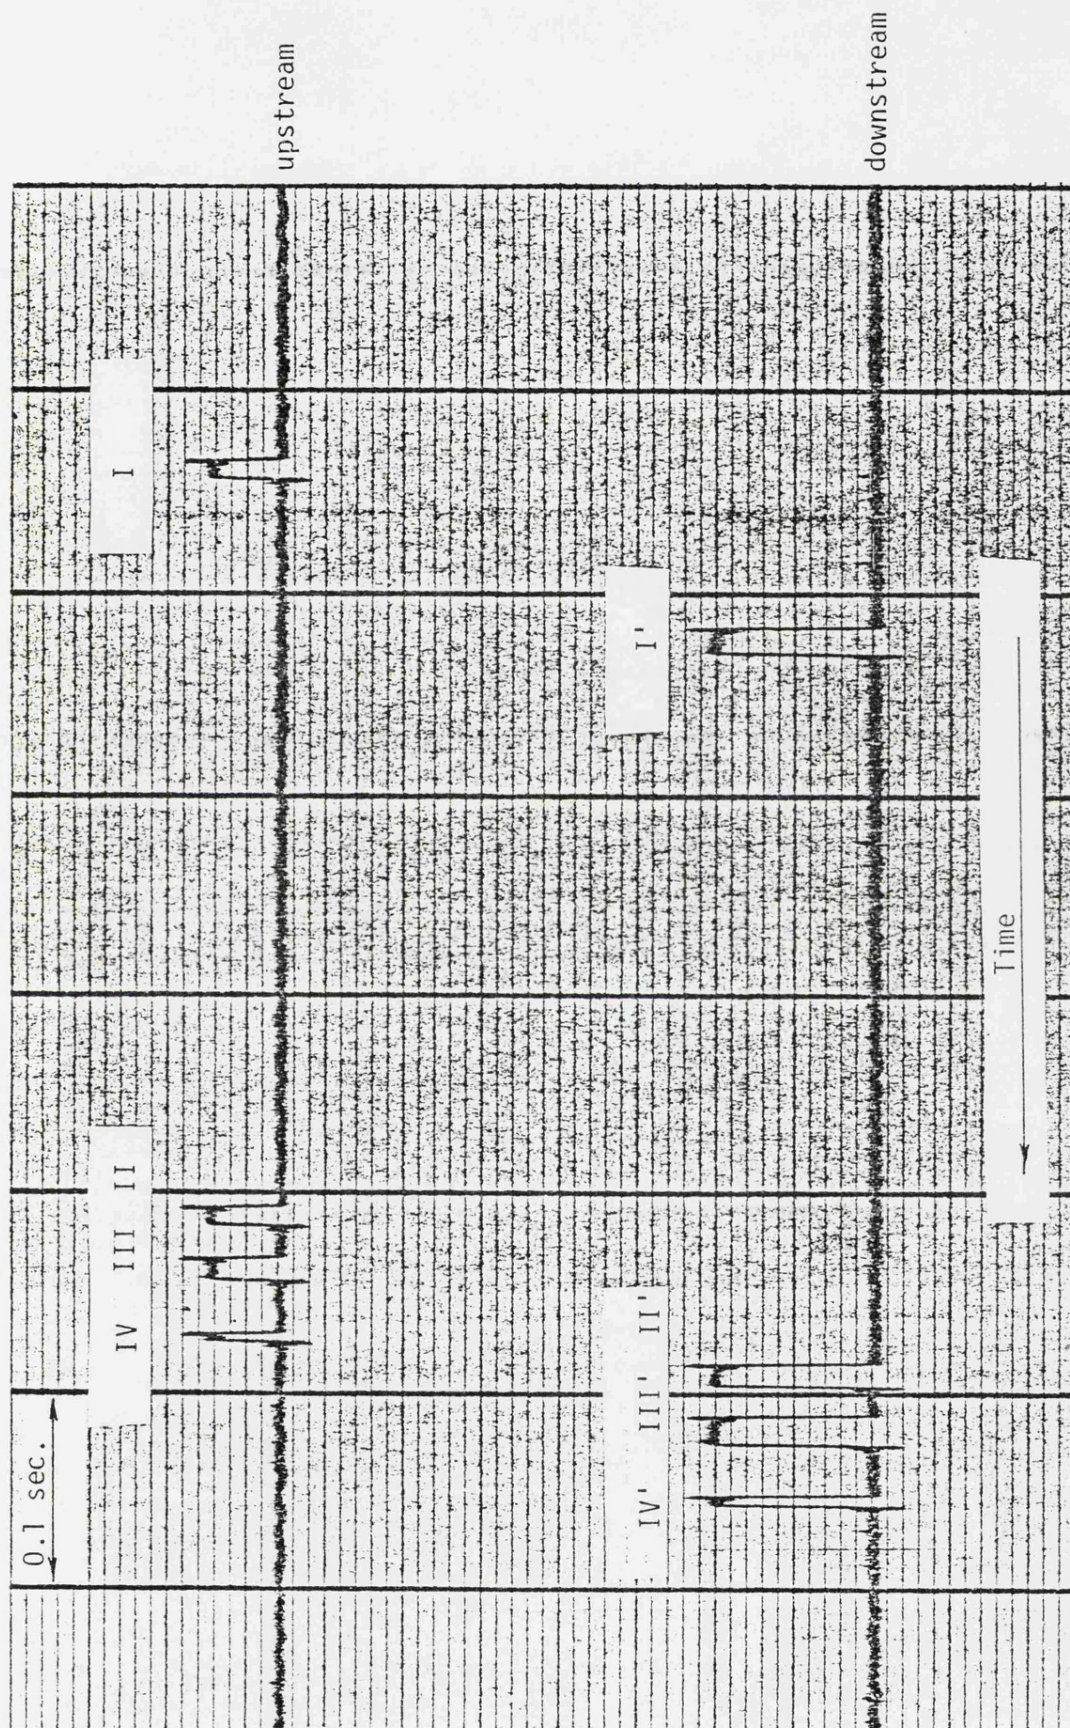 0.1 sec.
IV III II
I
upstream
IV' III' II'
I'
downstream
Time